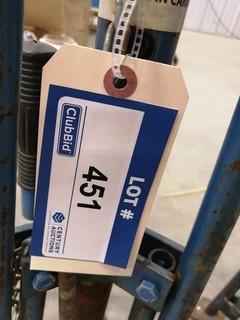 LOT #
451
ClubBid
CENTURY
AUCTIONS